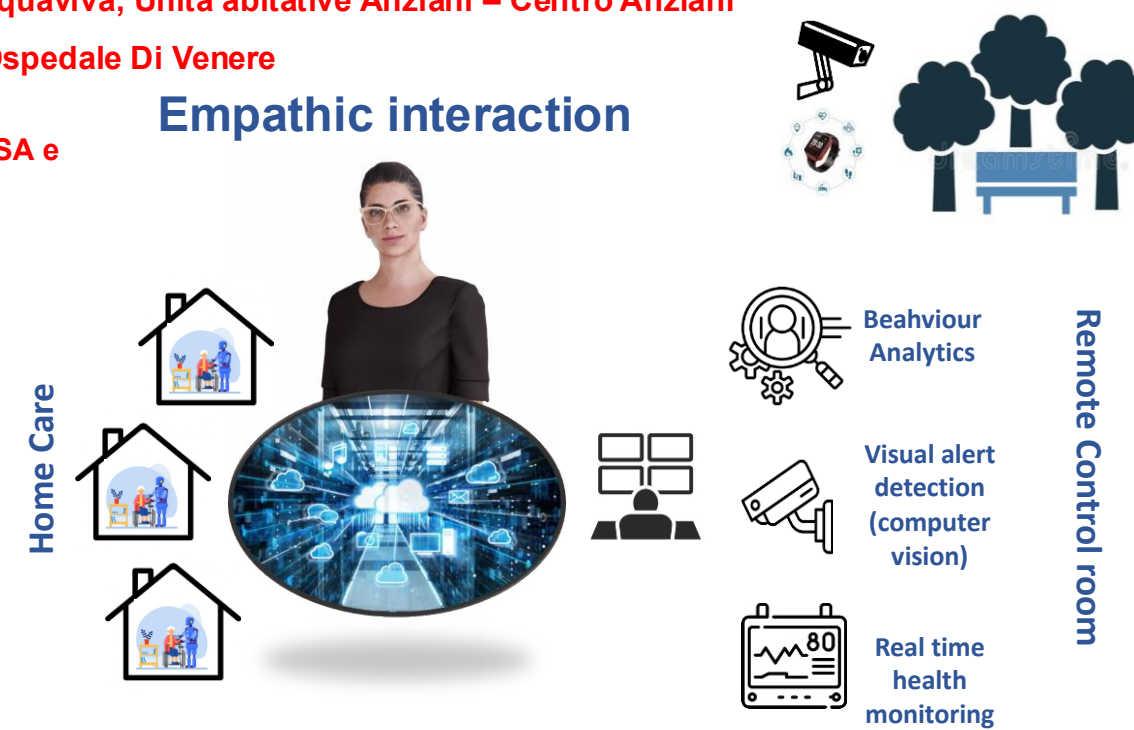 quaviva, Unità abitative Anziani – Centro Anziani
Ospedale Di Venere
Empathic interaction
SA e
dreamstime.
Home Care
Beahviour
Analytics
Visual alert
detection
(computer
vision)
80
Real time
health
monitoring
Remote Control room